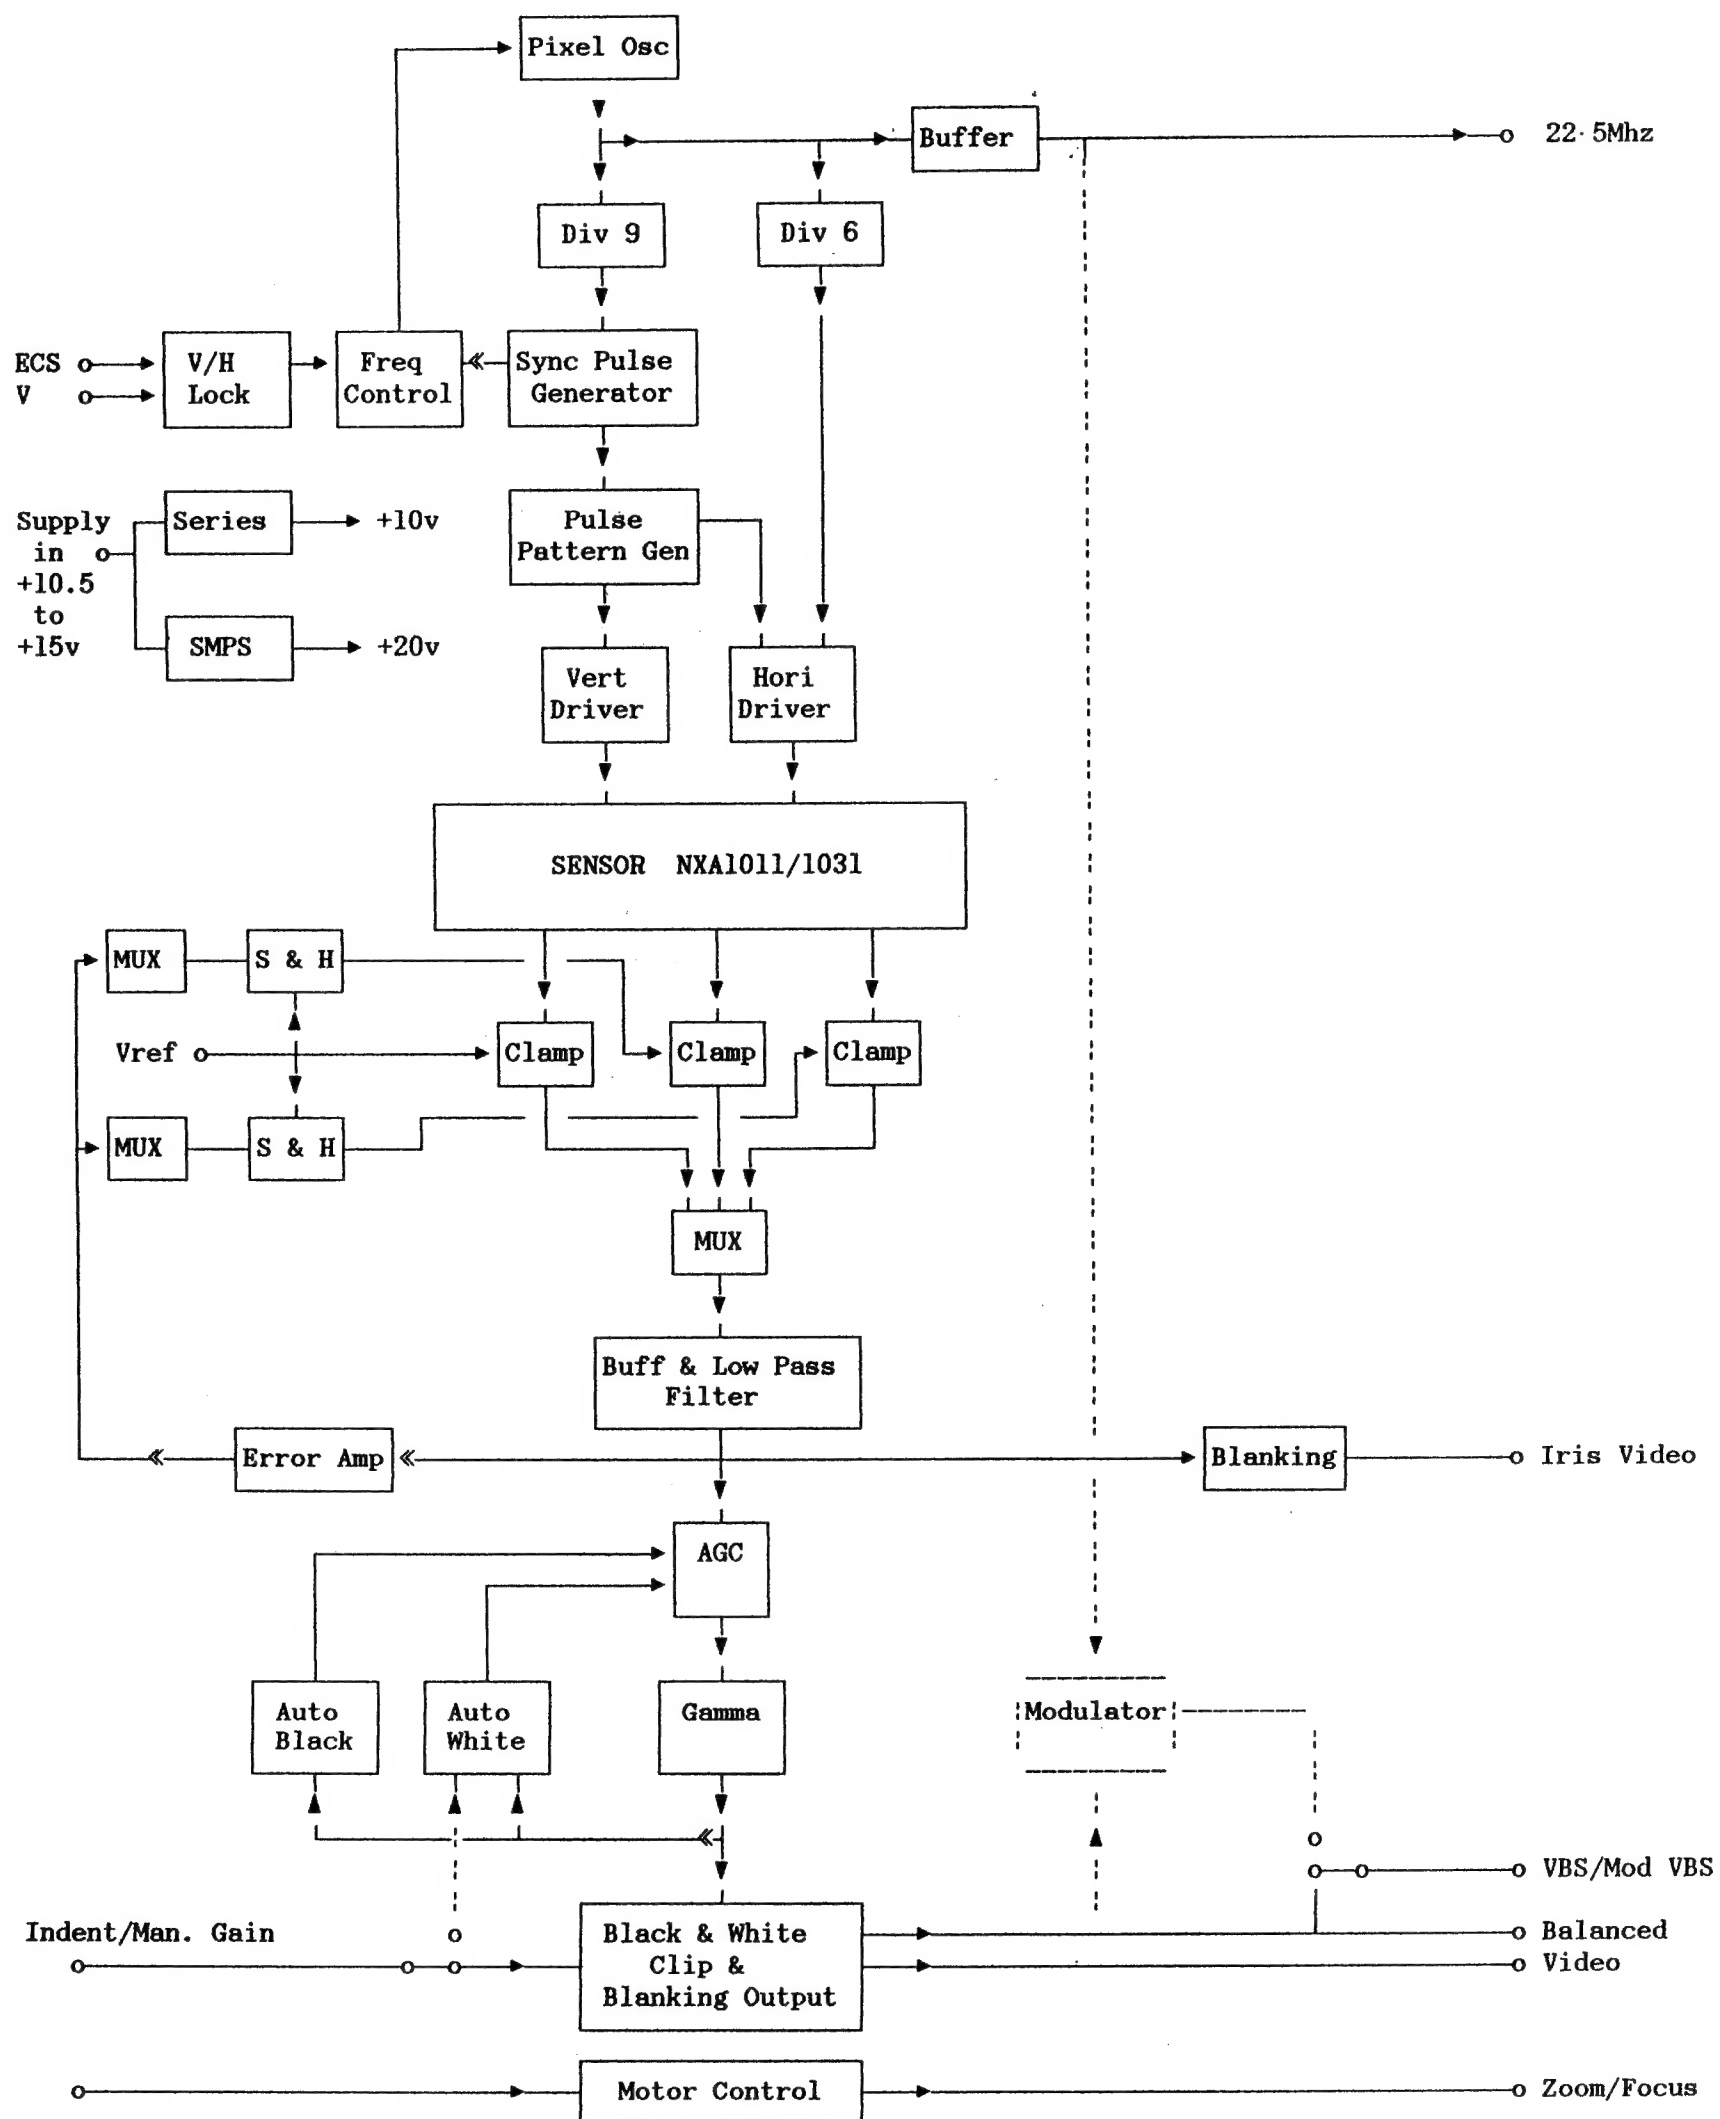 Pixel Osc
Buffer
22·5Mhz
Div 9
Div 6
ECS
V
V/H
Lock
Freq
Control
Sync Pulse
Generator
Supply
in
+10.5
to
+15v
Series
+10v
SMPS
+20v
Pulse
Pattern Gen
Vert
Driver
Hori
Driver
SENSOR NXA1011/1031
MUX
S & H
Vref
Clamp
Clamp
Clamp
MUX
S & H
MUX
Buff & Low Pass
Filter
Error Amp
Blanking
Iris Video
AGC
Auto
Black
Auto
White
Gamma
Modulator
VBS/Mod VBS
Indent/Man. Gain
Black & White
Clip &
Blanking Output
Balanced
Video
Motor Control
Zoom/Focus